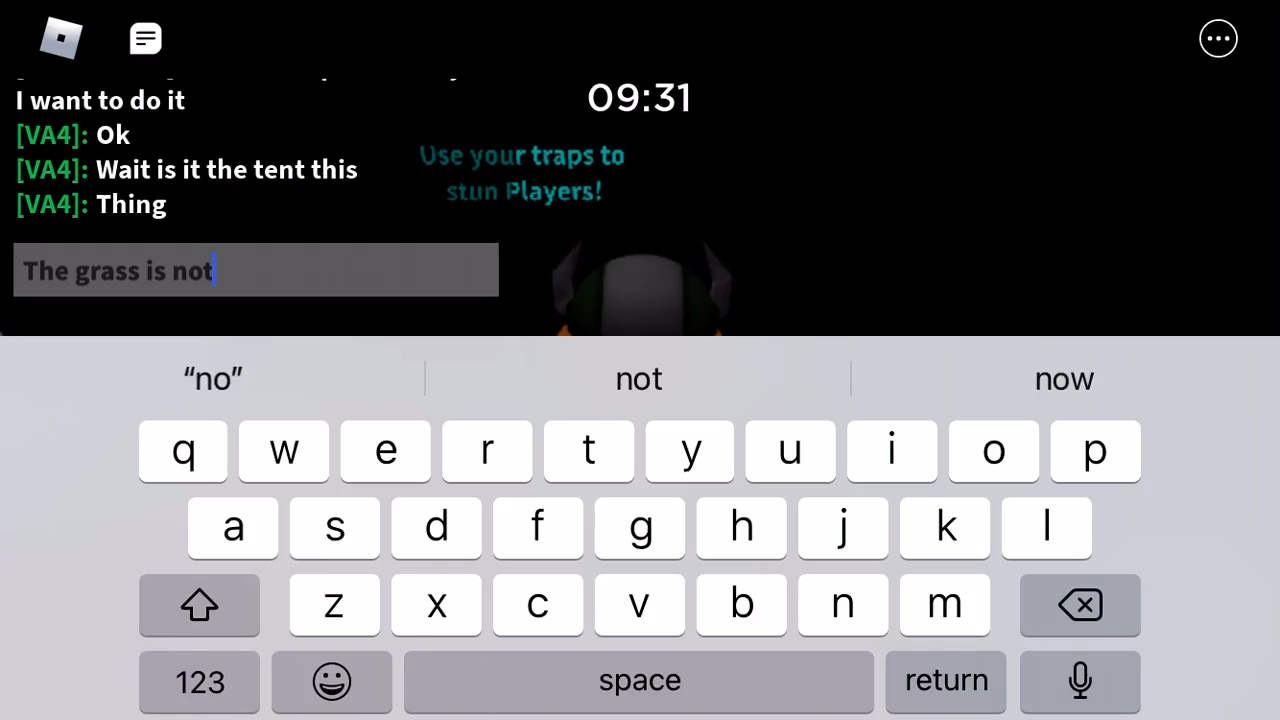 I want to do it
09:31
[VA4]: Ok
Use your traps to
[VA4]: Wait is it the tent this
stun Players!
[VA4]: Thing
The grass is not
“no” not now
q w e r t y u i o p
a s d f g h j k l
z x c v b n m
123 space return